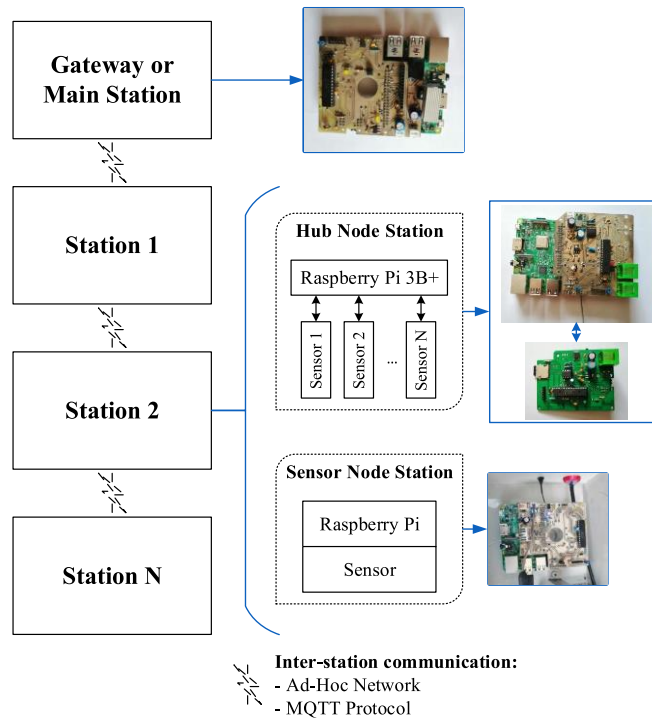 Gateway or
Main Station
Station 1
Station 2
Station N
Hub Node Station
Raspberry Pi 3B+
Sensor 1
Sensor 2
...
Sensor N
Sensor Node Station
Raspberry Pi
Sensor
Inter-station communication:
- Ad-Hoc Network
- MQTT Protocol